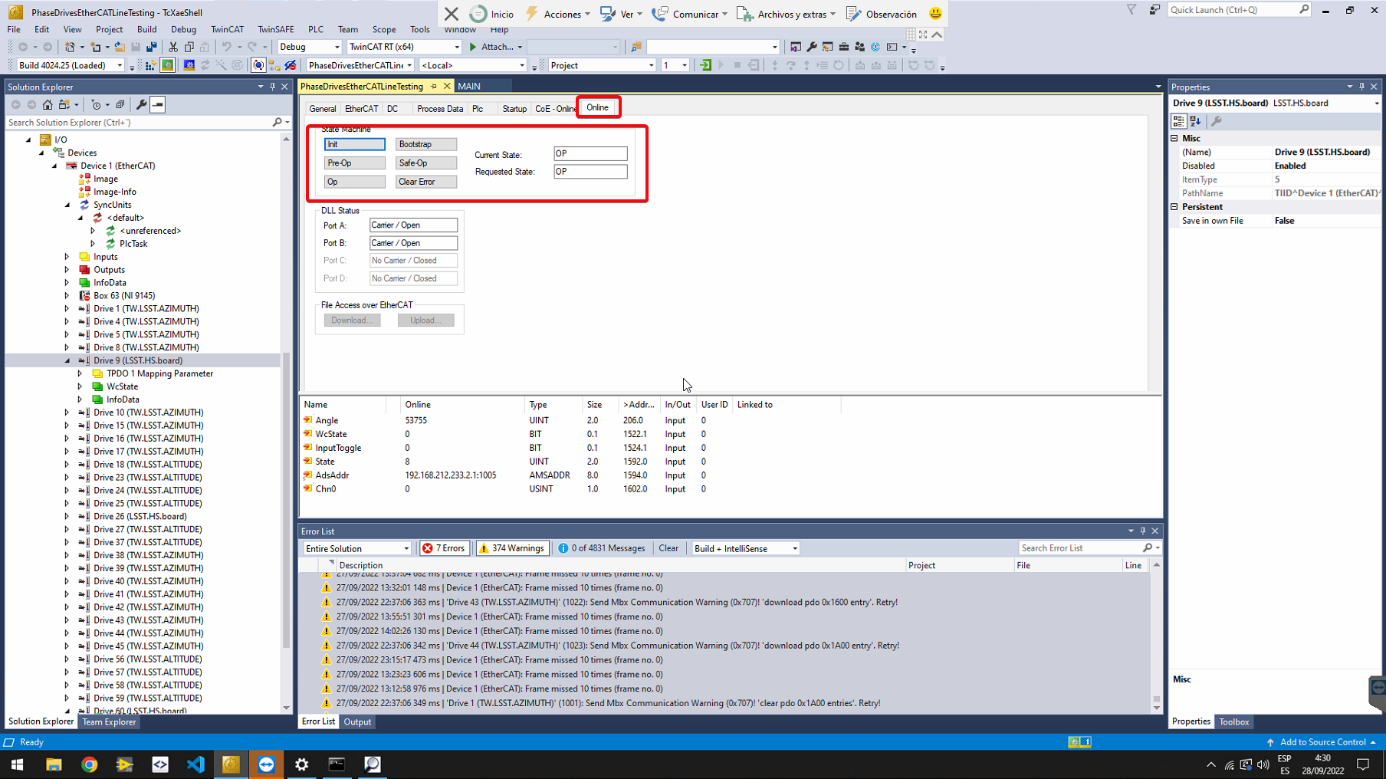 PhaseDrivesEtherCATLineTesting - TcXaeShell
Inicio
Acciones
Ver
Comunicar
Archivos y extras
Observación
Quick Launch (Ctrl+Q)
File Edit View Project Build Debug TwinCAT TwinSAFE PLC Team Scope Tools Window Help
Debug
TwinCAT RT (x64)
Attach...
Build 4024.25 (Loaded)
PhaseDrivesEtherCATLine
<Local>
Project
1
Solution Explorer
Search Solution Explorer (Ctrl+`)
I/O
Devices
Device 1 (EtherCAT)
Image
Image-Info
SyncUnits
<default>
<unreferenced>
PlcTask
Inputs
Outputs
InfoData
Box 63 (NI 9145)
Drive 1 (TW.LSST.AZIMUTH)
Drive 4 (TW.LSST.AZIMUTH)
Drive 5 (TW.LSST.AZIMUTH)
Drive 8 (TW.LSST.AZIMUTH)
Drive 9 (LSST.HS.board)
TPDO 1 Mapping Parameter
WcState
InfoData
Drive 10 (TW.LSST.AZIMUTH)
Drive 15 (TW.LSST.AZIMUTH)
Drive 16 (TW.LSST.AZIMUTH)
Drive 17 (TW.LSST.AZIMUTH)
Drive 18 (TW.LSST.ALTITUDE)
Drive 23 (TW.LSST.ALTITUDE)
Drive 24 (TW.LSST.ALTITUDE)
Drive 25 (TW.LSST.ALTITUDE)
Drive 26 (LSST.HS.board)
Drive 27 (TW.LSST.ALTITUDE)
Drive 37 (TW.LSST.ALTITUDE)
Drive 38 (TW.LSST.AZIMUTH)
Drive 39 (TW.LSST.AZIMUTH)
Drive 40 (TW.LSST.AZIMUTH)
Drive 41 (TW.LSST.AZIMUTH)
Drive 42 (TW.LSST.AZIMUTH)
Drive 43 (TW.LSST.AZIMUTH)
Drive 44 (TW.LSST.AZIMUTH)
Drive 45 (TW.LSST.AZIMUTH)
Drive 56 (TW.LSST.ALTITUDE)
Drive 57 (TW.LSST.ALTITUDE)
Drive 58 (TW.LSST.ALTITUDE)
Drive 59 (TW.LSST.ALTITUDE)
Drive 60 (LSST.HS.board)
Solution Explorer Team Explorer
PhaseDrivesEtherCATLineTesting MAIN
General EtherCAT DC Process Data Plc Startup CoE - Online Online
State Machine
Init Bootstrap
Pre-Op Safe-Op
Op Clear Error
Current State: OP
Requested State: OP
DLL Status
Port A: Carrier / Open
Port B: Carrier / Open
Port C: No Carrier / Closed
Port D: No Carrier / Closed
File Access over EtherCAT
Download... Upload...
Name Online Type Size >Addr... In/Out User ID Linked to
Angle 53755 UINT 2.0 206.0 Input 0
WcState 0 BIT 0.1 1522.1 Input 0
InputToggle 0 BIT 0.1 1524.1 Input 0
State 8 UINT 2.0 1592.0 Input 0
AdsAddr 192.168.212.233.2.1:1005 AMSADDR 8.0 1594.0 Input 0
Chn0 0 USINT 1.0 1602.0 Input 0
Error List
Entire Solution 7 Errors 374 Warnings 0 of 4831 Messages Clear Build + IntelliSense Search Error List
Description Project File Line
27/09/2022 13:37:04 682 ms | Device 1 (EtherCAT): Frame missed 10 times (frame no. 0)
27/09/2022 13:32:01 148 ms | Device 1 (EtherCAT): Frame missed 10 times (frame no. 0)
27/09/2022 22:37:06 363 ms | 'Drive 43 (TW.LSST.AZIMUTH)' (1022): Send Mbx Communication Warning (0x707)! 'download pdo 0x1600 entry'. Retry!
27/09/2022 13:55:51 301 ms | Device 1 (EtherCAT): Frame missed 10 times (frame no. 0)
27/09/2022 14:02:26 130 ms | Device 1 (EtherCAT): Frame missed 10 times (frame no. 0)
27/09/2022 22:37:06 342 ms | 'Drive 44 (TW.LSST.AZIMUTH)' (1023): Send Mbx Communication Warning (0x707)! 'download pdo 0x1A00 entry'. Retry!
27/09/2022 23:15:17 473 ms | Device 1 (EtherCAT): Frame missed 10 times (frame no. 0)
27/09/2022 13:23:23 606 ms | Device 1 (EtherCAT): Frame missed 10 times (frame no. 0)
27/09/2022 13:12:58 976 ms | Device 1 (EtherCAT): Frame missed 10 times (frame no. 0)
27/09/2022 22:37:06 349 ms | 'Drive 1 (TW.LSST.AZIMUTH)' (1001): Send Mbx Communication Warning (0x707)! 'clear pdo 0x1A00 entries'. Retry!
Error List Output
Properties
Drive 9 (LSST.HS.board) LSST.HS.board
Misc
(Name) Drive 9 (LSST.HS.board)
Disabled Enabled
ItemType 5
PathName TIID^Device 1 (EtherCAT)^
Persistent
Save in own File False
Misc
Properties Toolbox
Ready
1
Add to Source Control
ESP
ES
4:30
28/09/2022